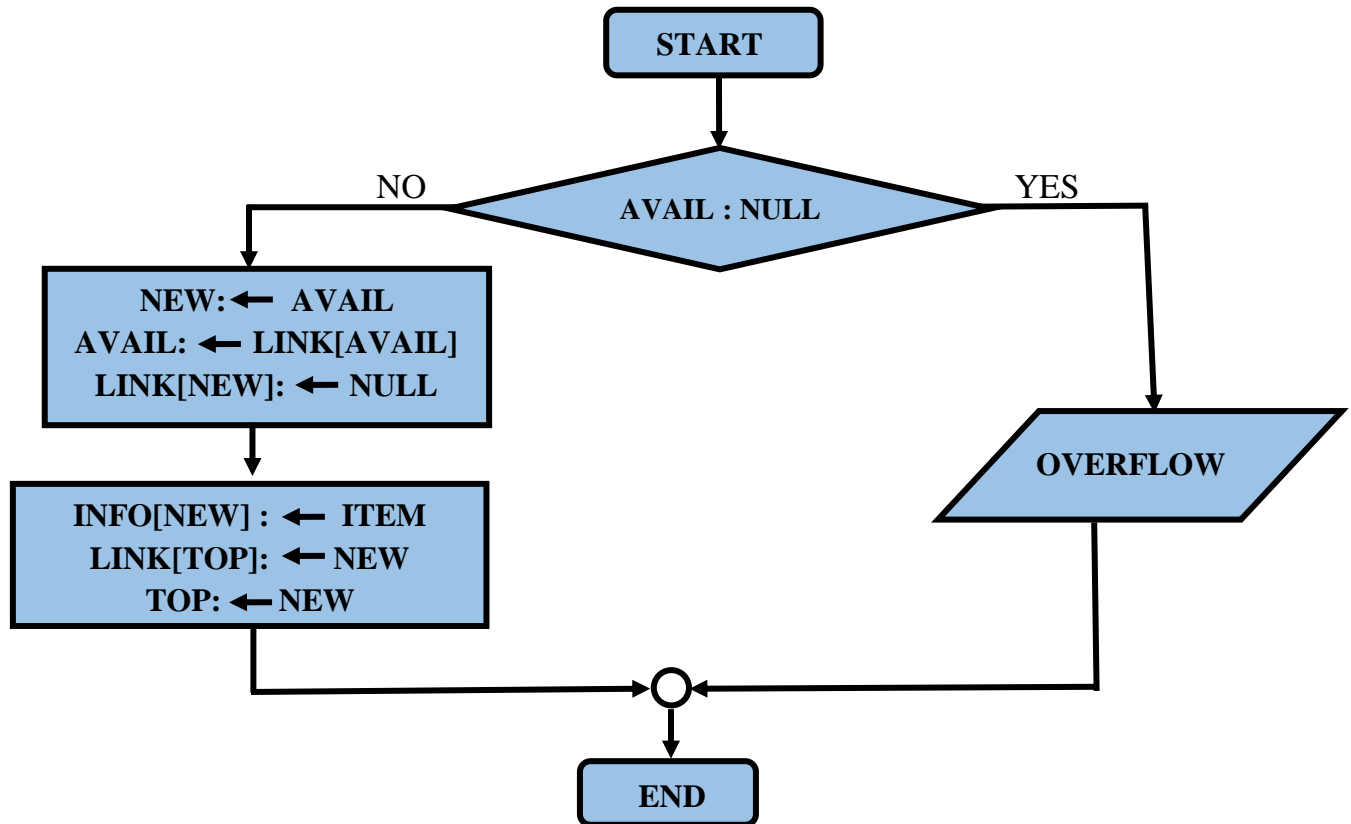 START
NO
YES
AVAIL : NULL
NEW:← AVAIL
AVAIL: ← LINK[AVAIL]
LINK[NEW]: ← NULL
OVERFLOW
INFO[NEW] : ← ITEM
LINK[TOP]: ← NEW
TOP: ← NEW
END